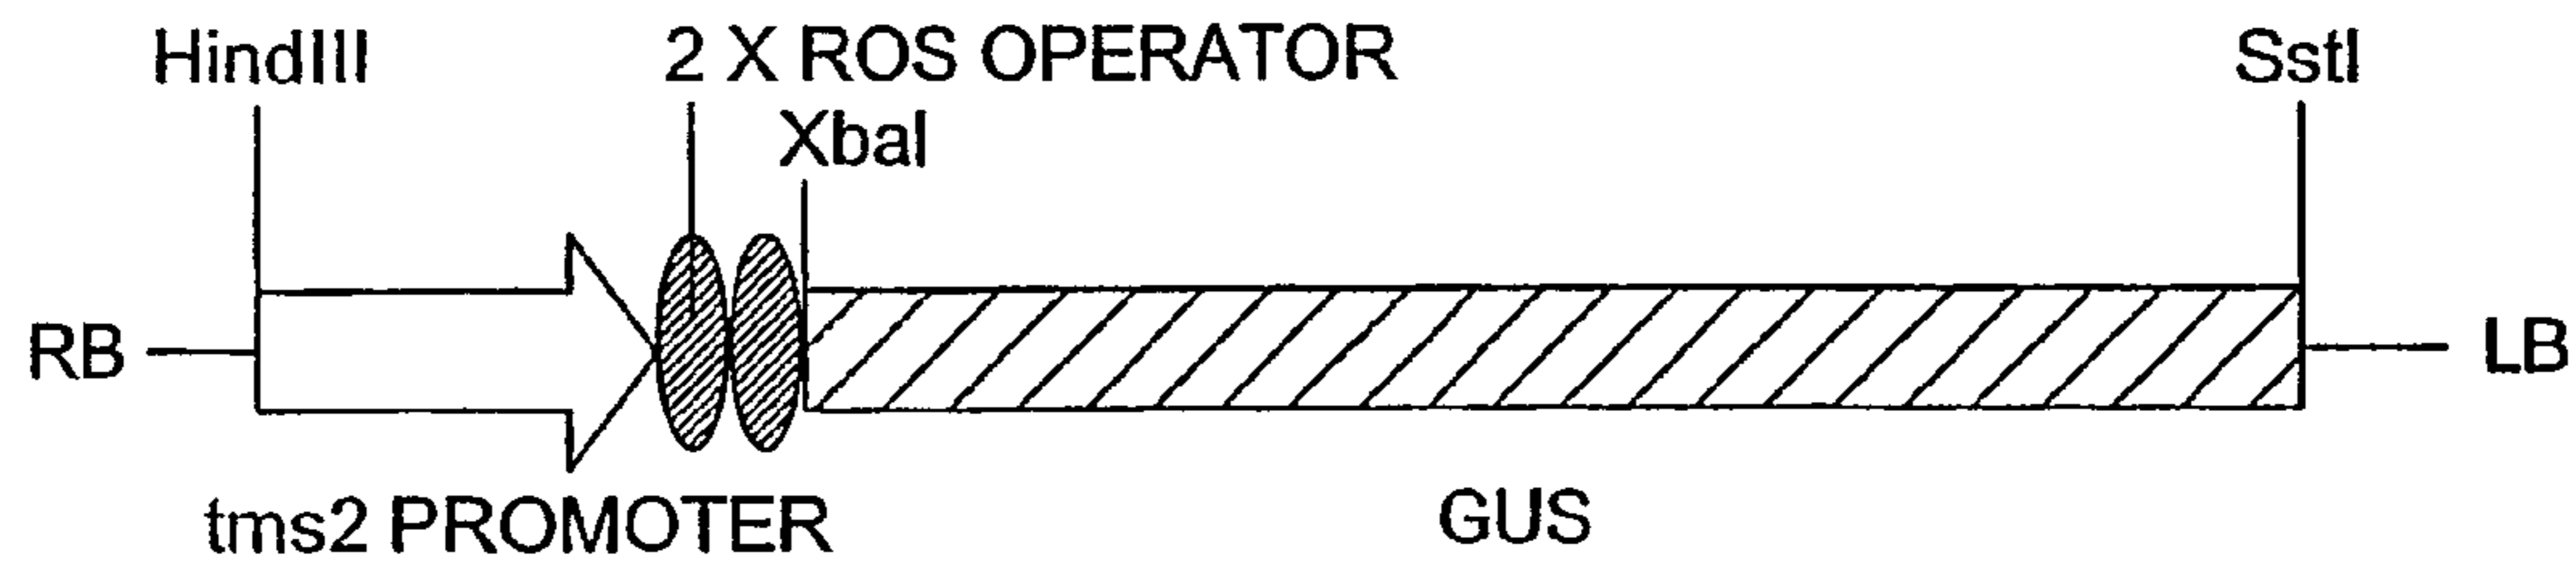 HindIII
2 X ROS OPERATOR
SstI
XbaI
RB
LB
tms2 PROMOTER
GUS